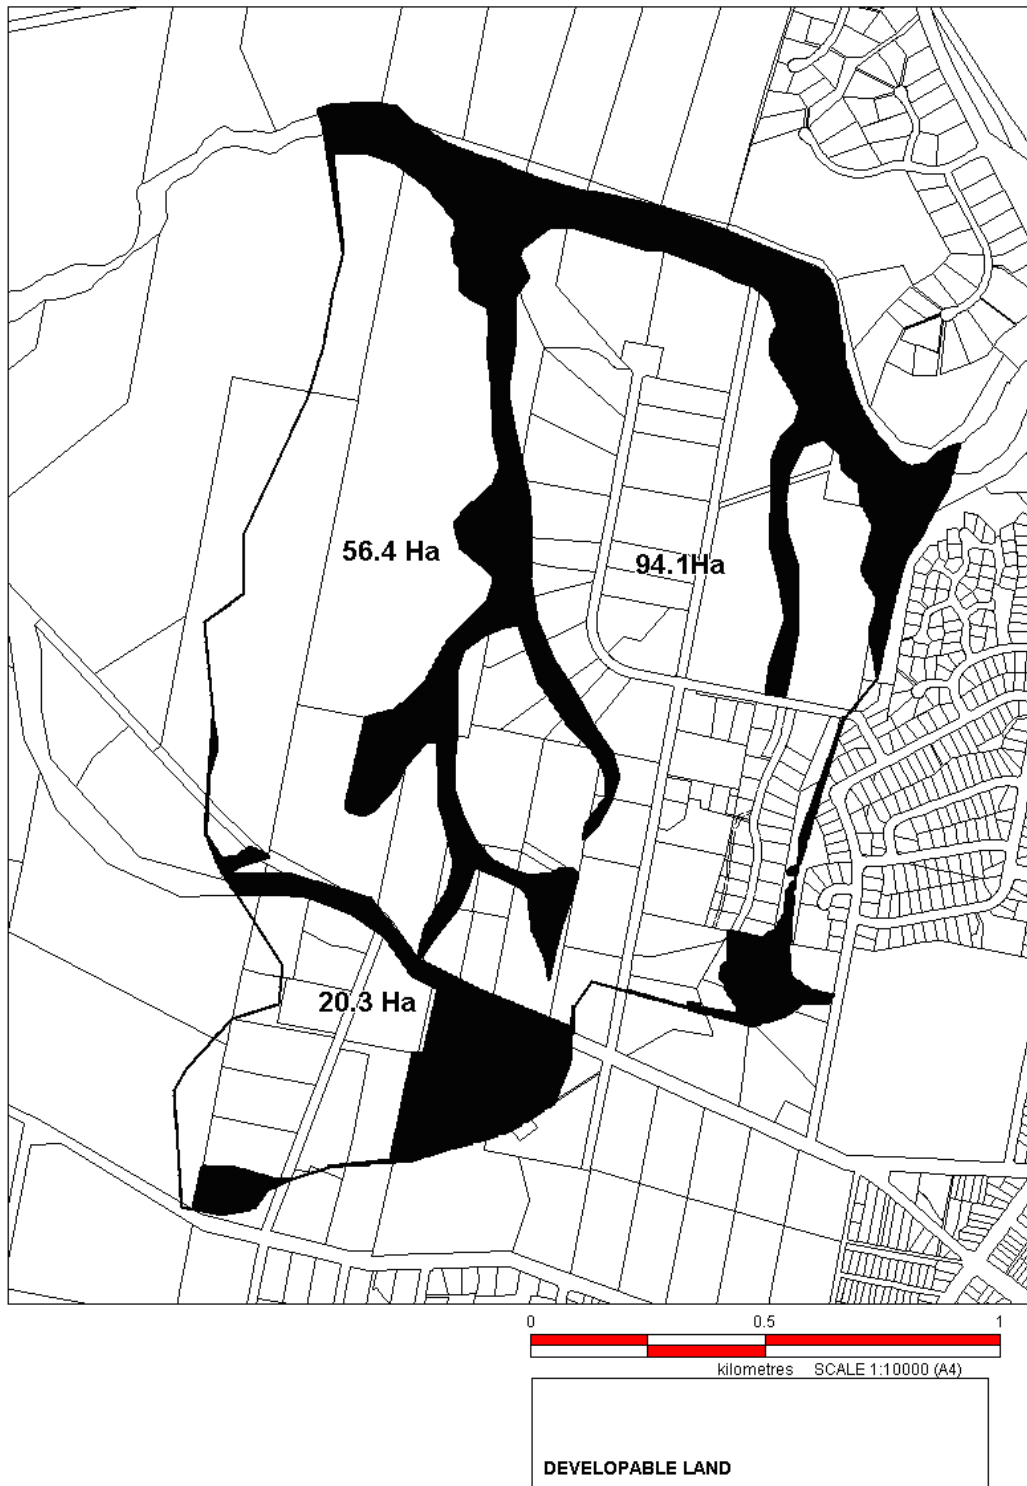 56.4 Ha
94.1Ha
20.3 Ha
0 0.5 1
kilometres SCALE 1:10000 (A4)
DEVELOPABLE LAND